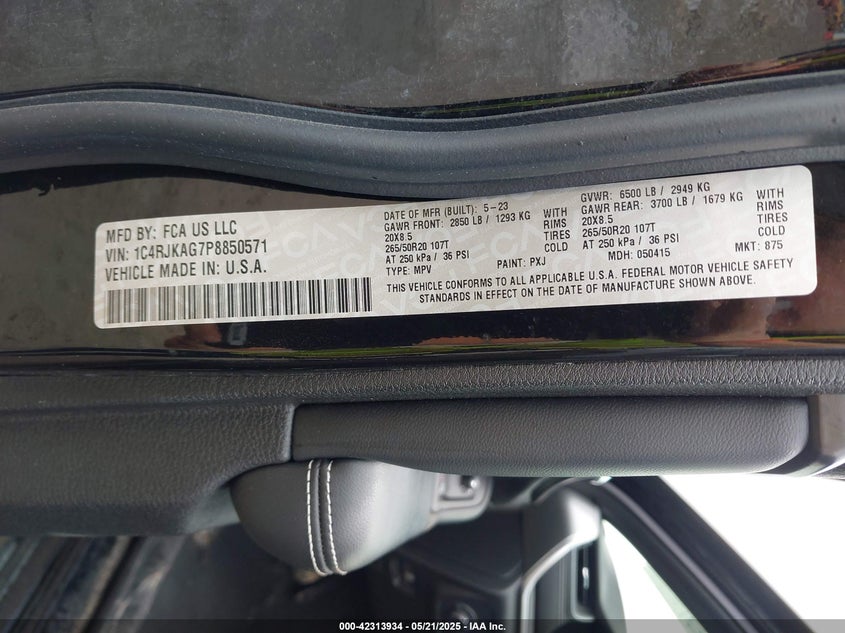 MFD BY: FCA US LLC
VIN: 1C4RJKAG7P8850571
VEHICLE MADE IN: U.S.A.
DATE OF MFR (BUILT): 5-23
GAWR FRONT: 2850 LB / 1293 KG WITH
20X8.5 RIMS
265/50R20 107T TIRES
AT 250 kPa / 36 PSI COLD
TYPE: MPV PAINT: PXJ
GVWR: 6500 LB / 2949 KG
GAWR REAR: 3700 LB / 1679 KG WITH
20X8.5 RIMS
265/50R20 107T TIRES
AT 250 kPa / 36 PSI COLD
MDH: 050415 MKT: 875
THIS VEHICLE CONFORMS TO ALL APPLICABLE U.S.A. FEDERAL MOTOR VEHICLE SAFETY
STANDARDS IN EFFECT ON THE DATE OF MANUFACTURE SHOWN ABOVE.
000-42313934 / 05/21/2025 / IAA Inc.